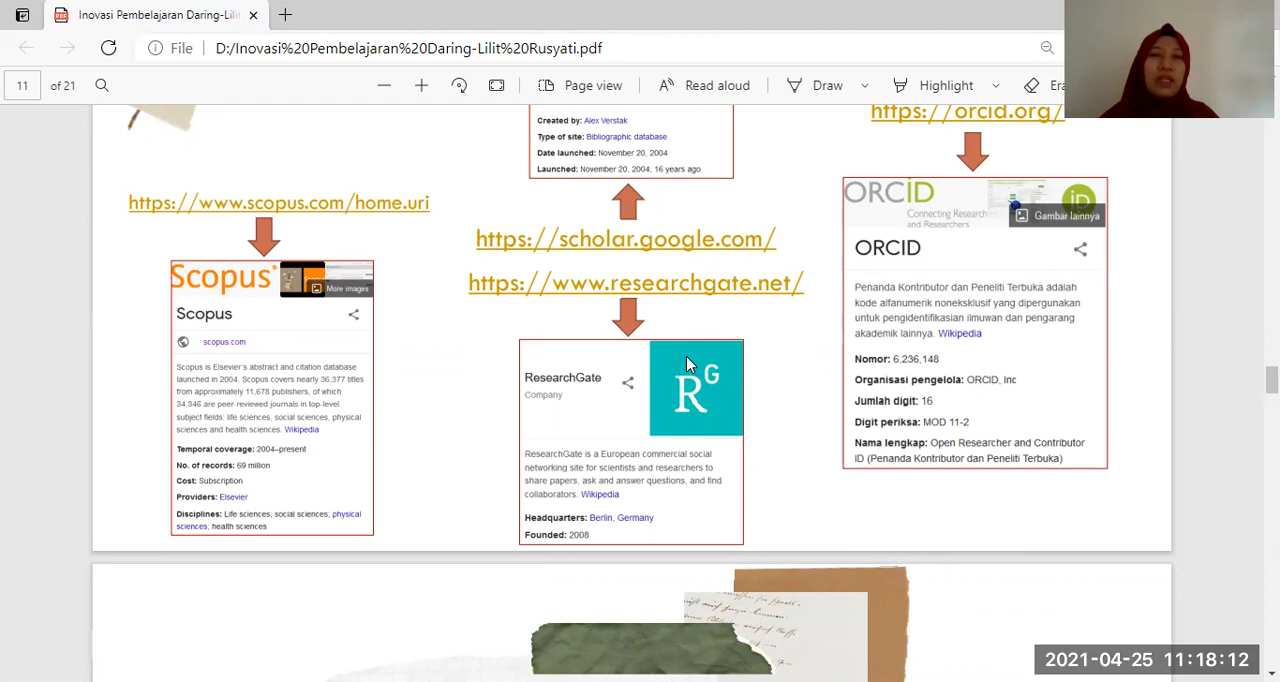 Inovasi Pembelajaran Daring-Lilit
File
D:/Inovasi%20Pembelajaran%20Daring-Lilit%20Rusyati.pdf
11 of 21
Page view
Read aloud
Draw
Highlight
https://www.scopus.com/home.uri
Scopus
More images
Scopus
scopus.com
Scopus is Elsevier's abstract and citation database
launched in 2004. Scopus covers nearly 36,377 titles
from approximately 11,678 publishers, of which
34,346 are peer-reviewed journals in top-level
subject fields: life sciences, social sciences, physical
sciences and health sciences. Wikipedia
Temporal coverage: 2004–present
No. of records: 69 million
Cost: Subscription
Providers: Elsevier
Disciplines: Life sciences; social sciences; physical
sciences; health sciences
Created by: Alex Verstak
Type of site: Bibliographic database
Date launched: November 20, 2004
Launched: November 20, 2004, 16 years ago
https://scholar.google.com/
https://www.researchgate.net/
ResearchGate
Company
RG
ResearchGate is a European commercial social
networking site for scientists and researchers to
share papers, ask and answer questions, and find
collaborators. Wikipedia
Headquarters: Berlin, Germany
Founded: 2008
https://orcid.org/
ORCID
Connecting Research
and Researchers
iD
Gambar lainnya
ORCID
Penanda Kontributor dan Peneliti Terbuka adalah
kode alfanumerik noneksklusif yang dipergunakan
untuk pengidentifikasian ilmuwan dan pengarang
akademik lainnya. Wikipedia
Nomor: 6,236,148
Organisasi pengelola: ORCID, Inc
Jumlah digit: 16
Digit periksa: MOD 11-2
Nama lengkap: Open Researcher and Contributor
ID (Penanda Kontributor dan Peneliti Terbuka)
2021-04-25 11:18:12